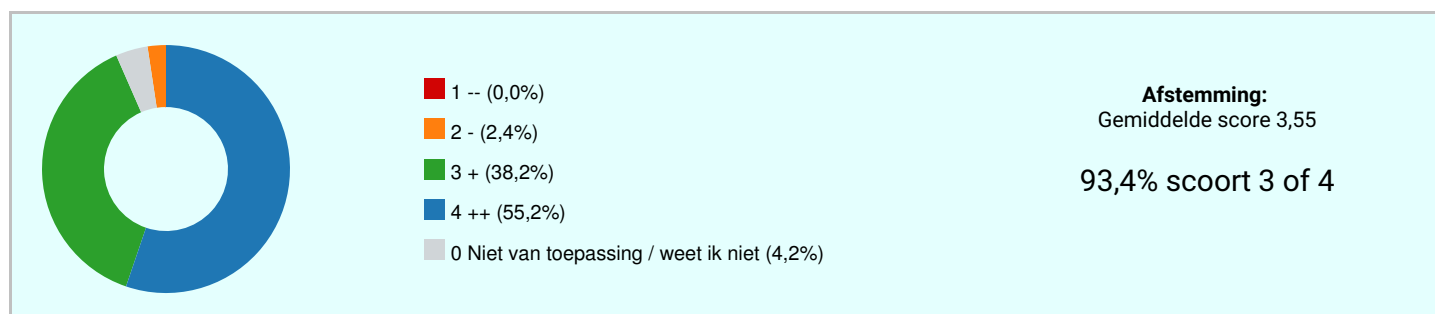 1 -- (0,0%)
2 - (2,4%)
3 + (38,2%)
4 ++ (55,2%)
0 Niet van toepassing / weet ik niet (4,2%)
Afstemming:
Gemiddelde score 3,55
93,4% scoort 3 of 4